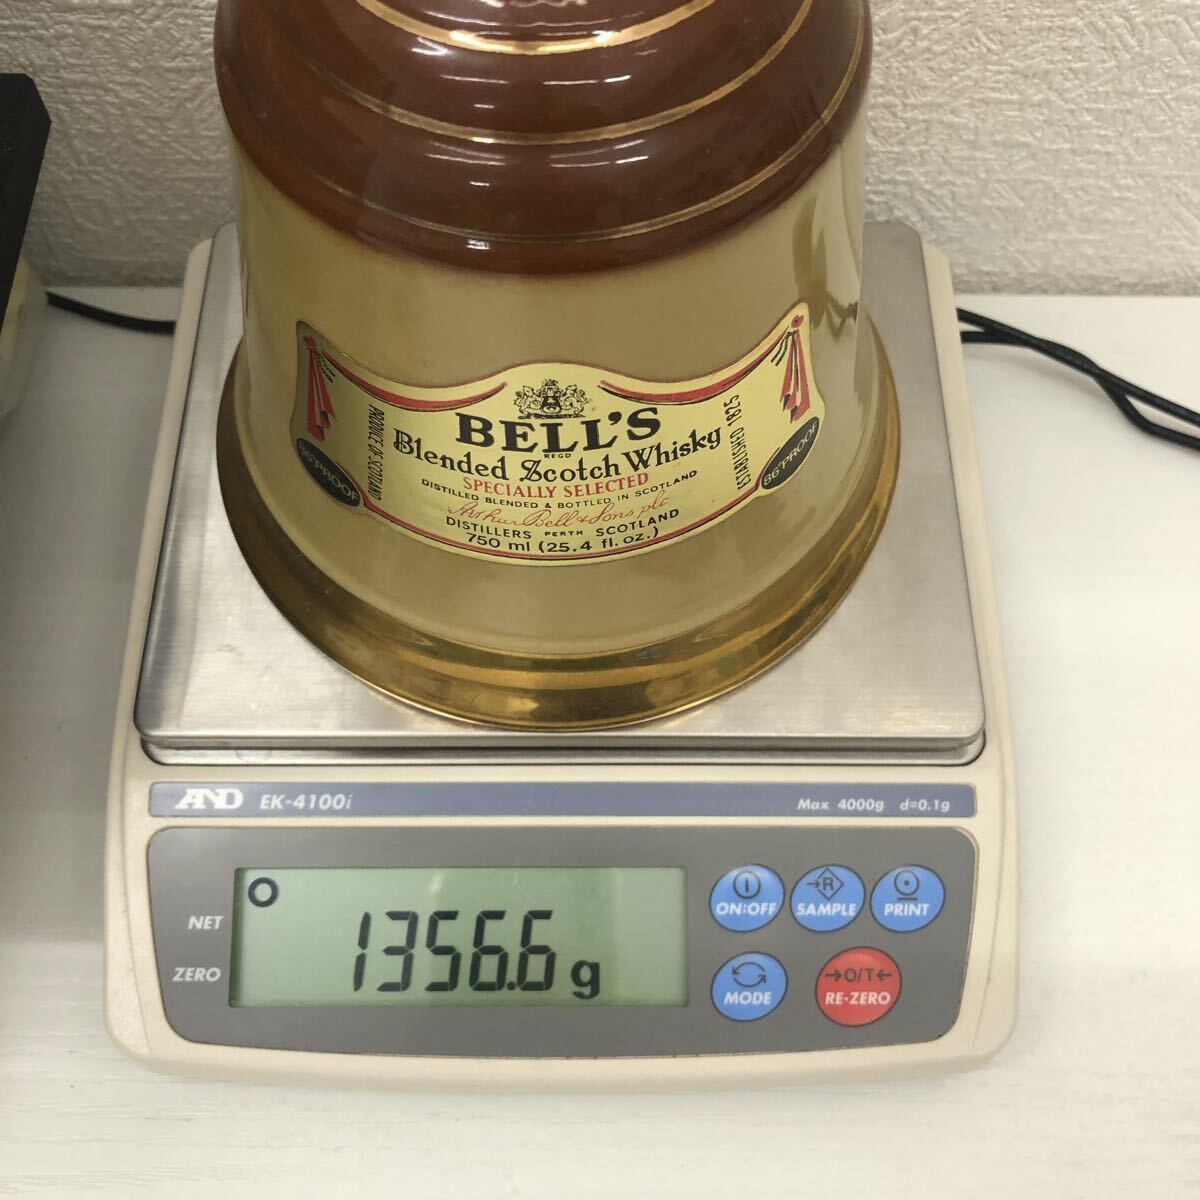 BELL'S
REGD
Blended Scotch Whisky
SPECIALLY SELECTED
DISTILLED BLENDED & BOTTLED IN SCOTLAND
Arthur Bell & Sons plc
DISTILLERS PERTH SCOTLAND
750 ml (25.4 fl. oz.)
PRODUCE OF SCOTLAND
ESTABLISHED 1825
86° PROOF
86° PROOF
AND EK-4100i Max 4000g d=0.1g
NET
ZERO
1356.6 g
ON:OFF
→R
SAMPLE
PRINT
MODE
→O/T←
RE-ZERO